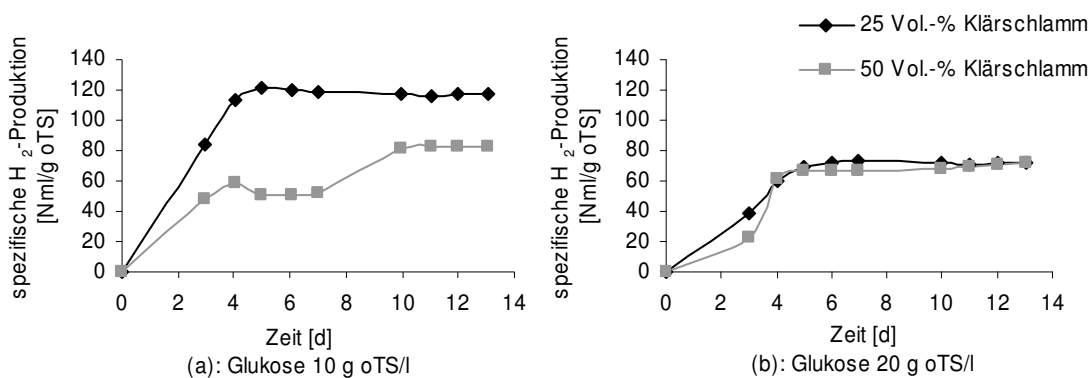 25 Vol.-% Klärschlamm
50 Vol.-% Klärschlamm
spezifische H2-Produktion
[Nml/g oTS]
140
120
100
80
60
40
20
0
0 2 4 6 8 10 12 14
Zeit [d]
(a): Glukose 10 g oTS/l
spezifische H2-Produktion
[Nml/g oTS]
140
120
100
80
60
40
20
0
0 2 4 6 8 10 12 14
Zeit [d]
(b): Glukose 20 g oTS/l